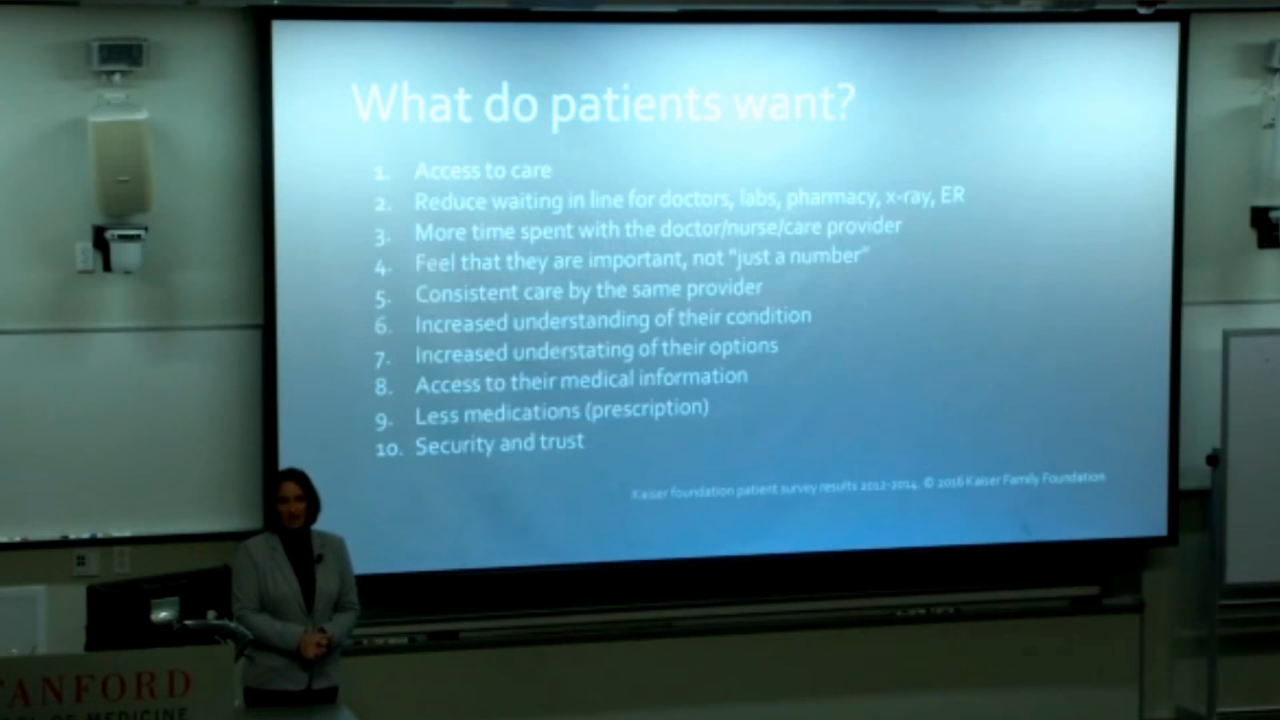 What do patients want?
1. Access to care
2. Reduce waiting in line for doctors, labs, pharmacy, x-ray, ER
3. More time spent with the doctor/nurse/care provider
4. Feel that they are important, not "just a number"
5. Consistent care by the same provider
6. Increased understanding of their condition
7. Increased understating of their options
8. Access to their medical information
9. Less medications (prescription)
10. Security and trust
Kaiser foundation patient survey results 2012-2014. © 2016 Kaiser Family Foundation
TANFORD
OF MEDICINE